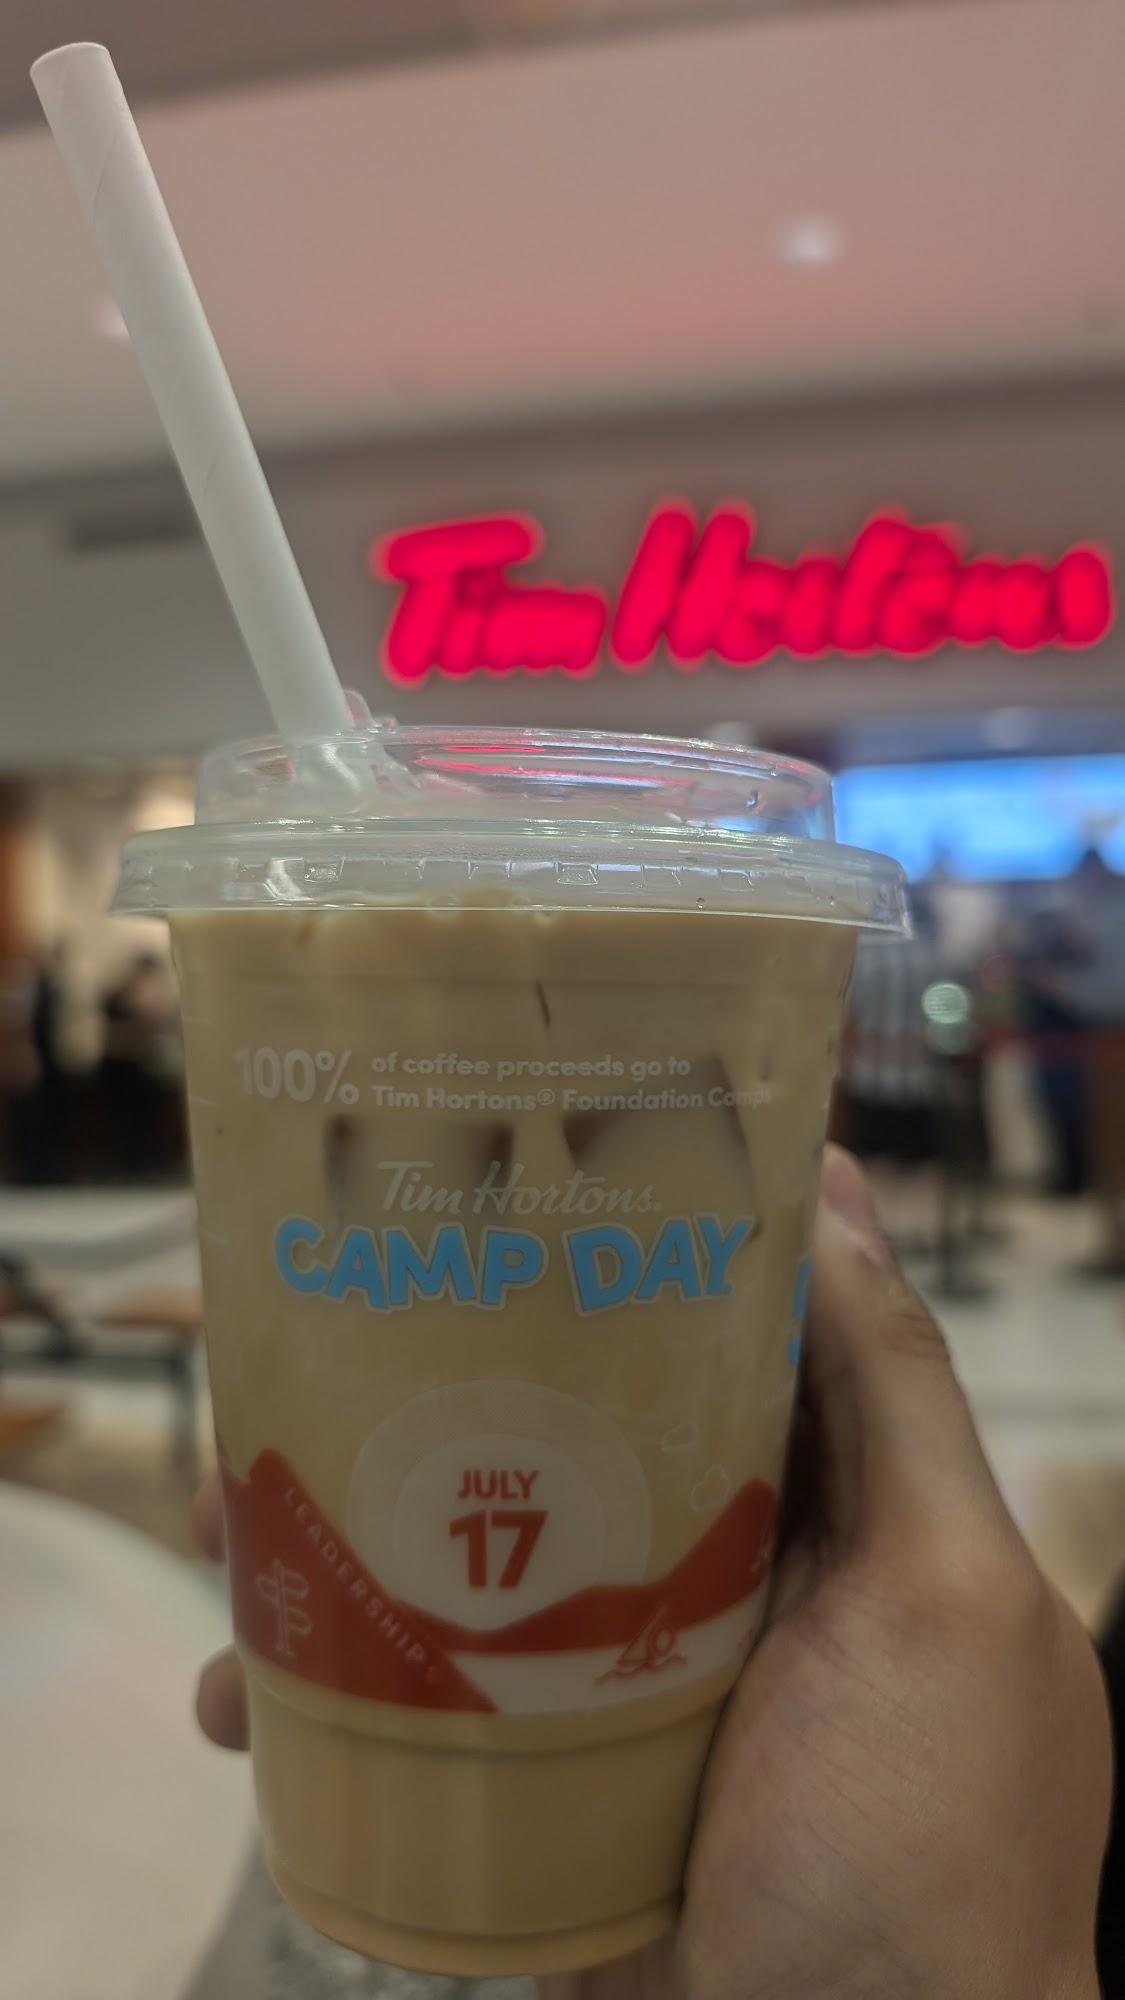 Tim Hortons
100% of coffee proceeds go to
Tim Hortons® Foundation Camps
Tim Hortons.
CAMP DAY
JULY
17
LEADERSHIP